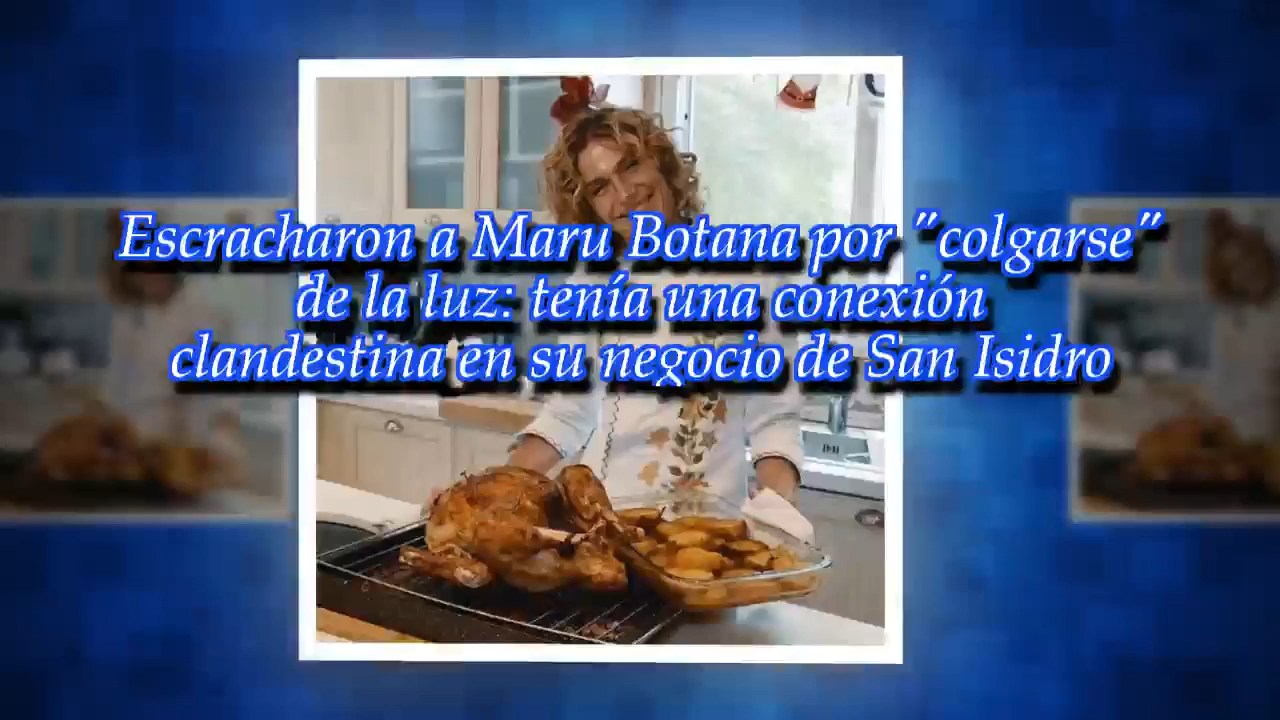 Escracharon a Maru Botana por "colgarse"
de la luz: tenía una conexión
clandestina en su negocio de San Isidro